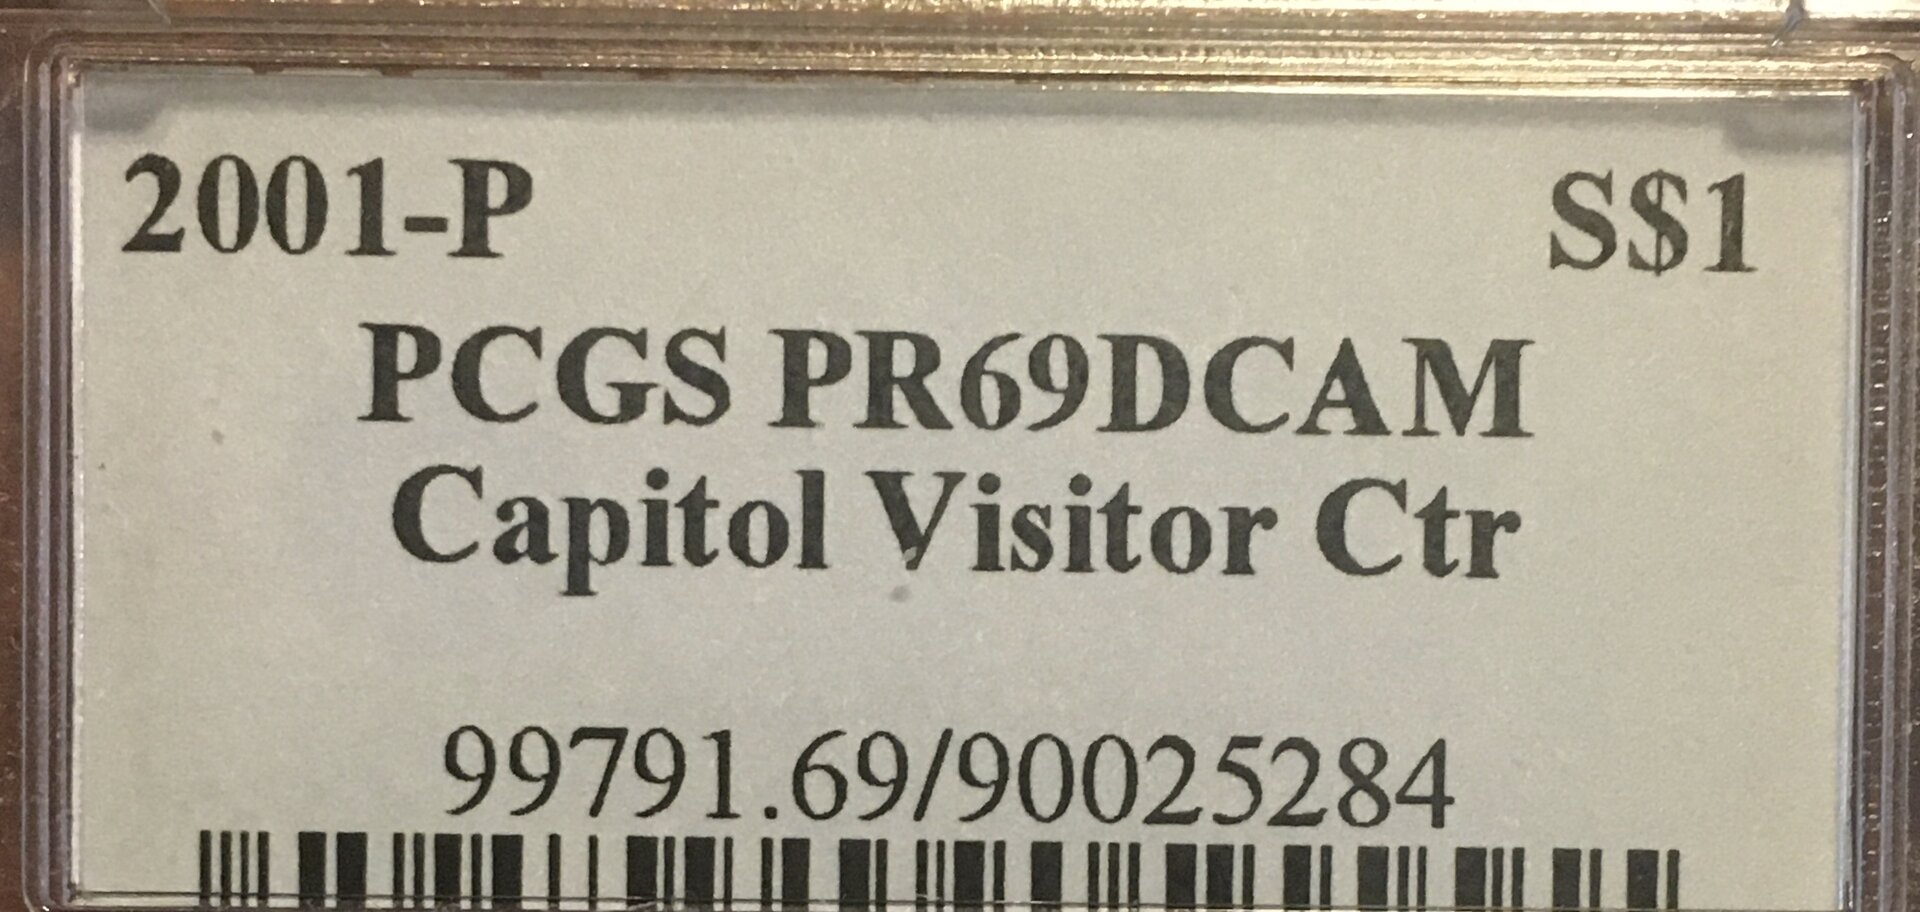 2001-P S$1
PCGS PR69DCAM
Capitol Visitor Ctr
99791.69/90025284